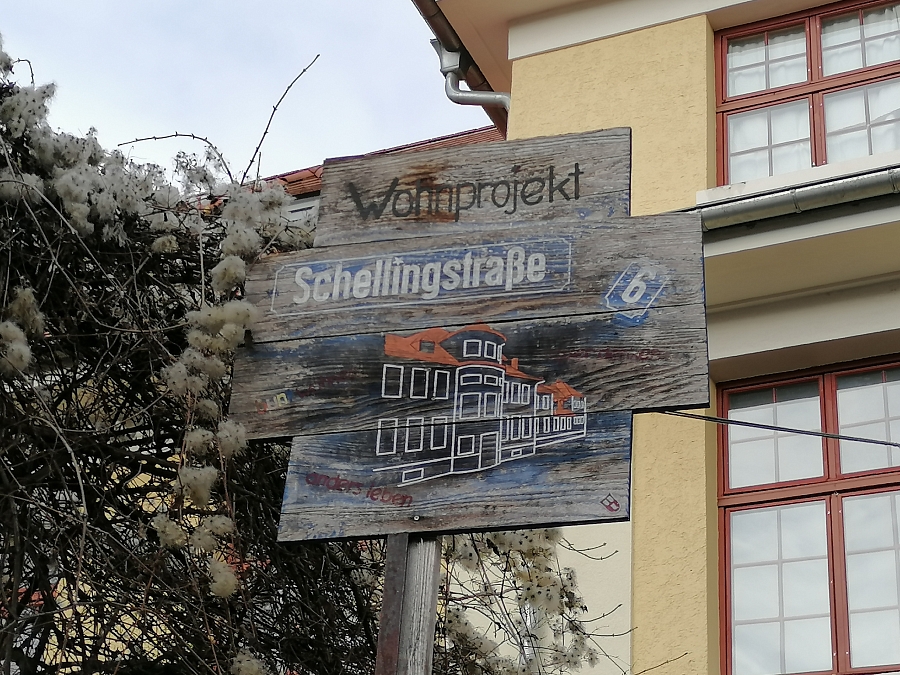 Wohnprojekt
Schellingstraße
6
anders leben